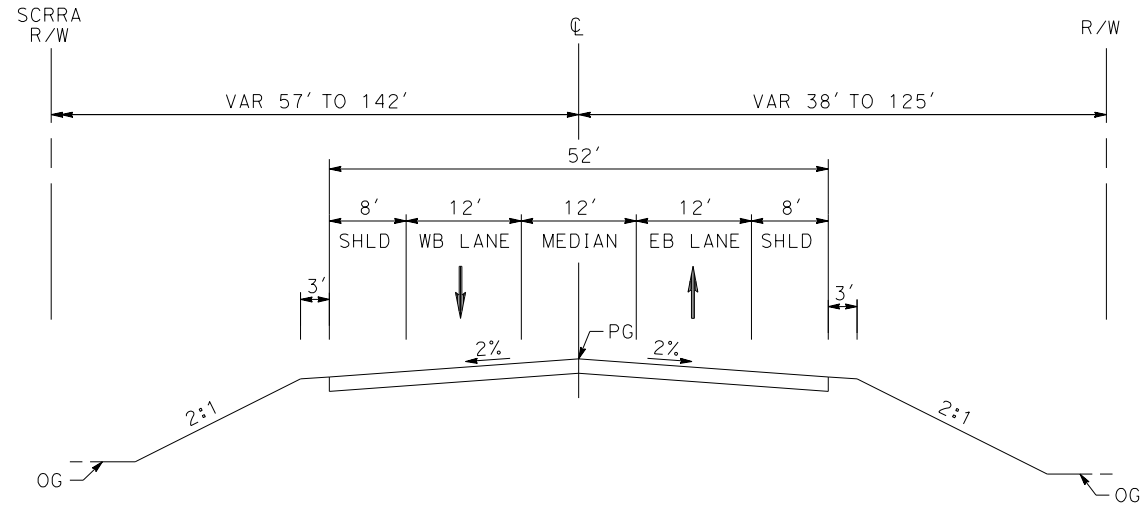 SCRRA
R/W
℄
R/W
VAR 57' TO 142'
VAR 38' TO 125'
52'
8'
12'
12'
12'
8'
SHLD
WB LANE
MEDIAN
EB LANE
SHLD
3'
3'
PG
2%
2%
2:1
2:1
OG
OG